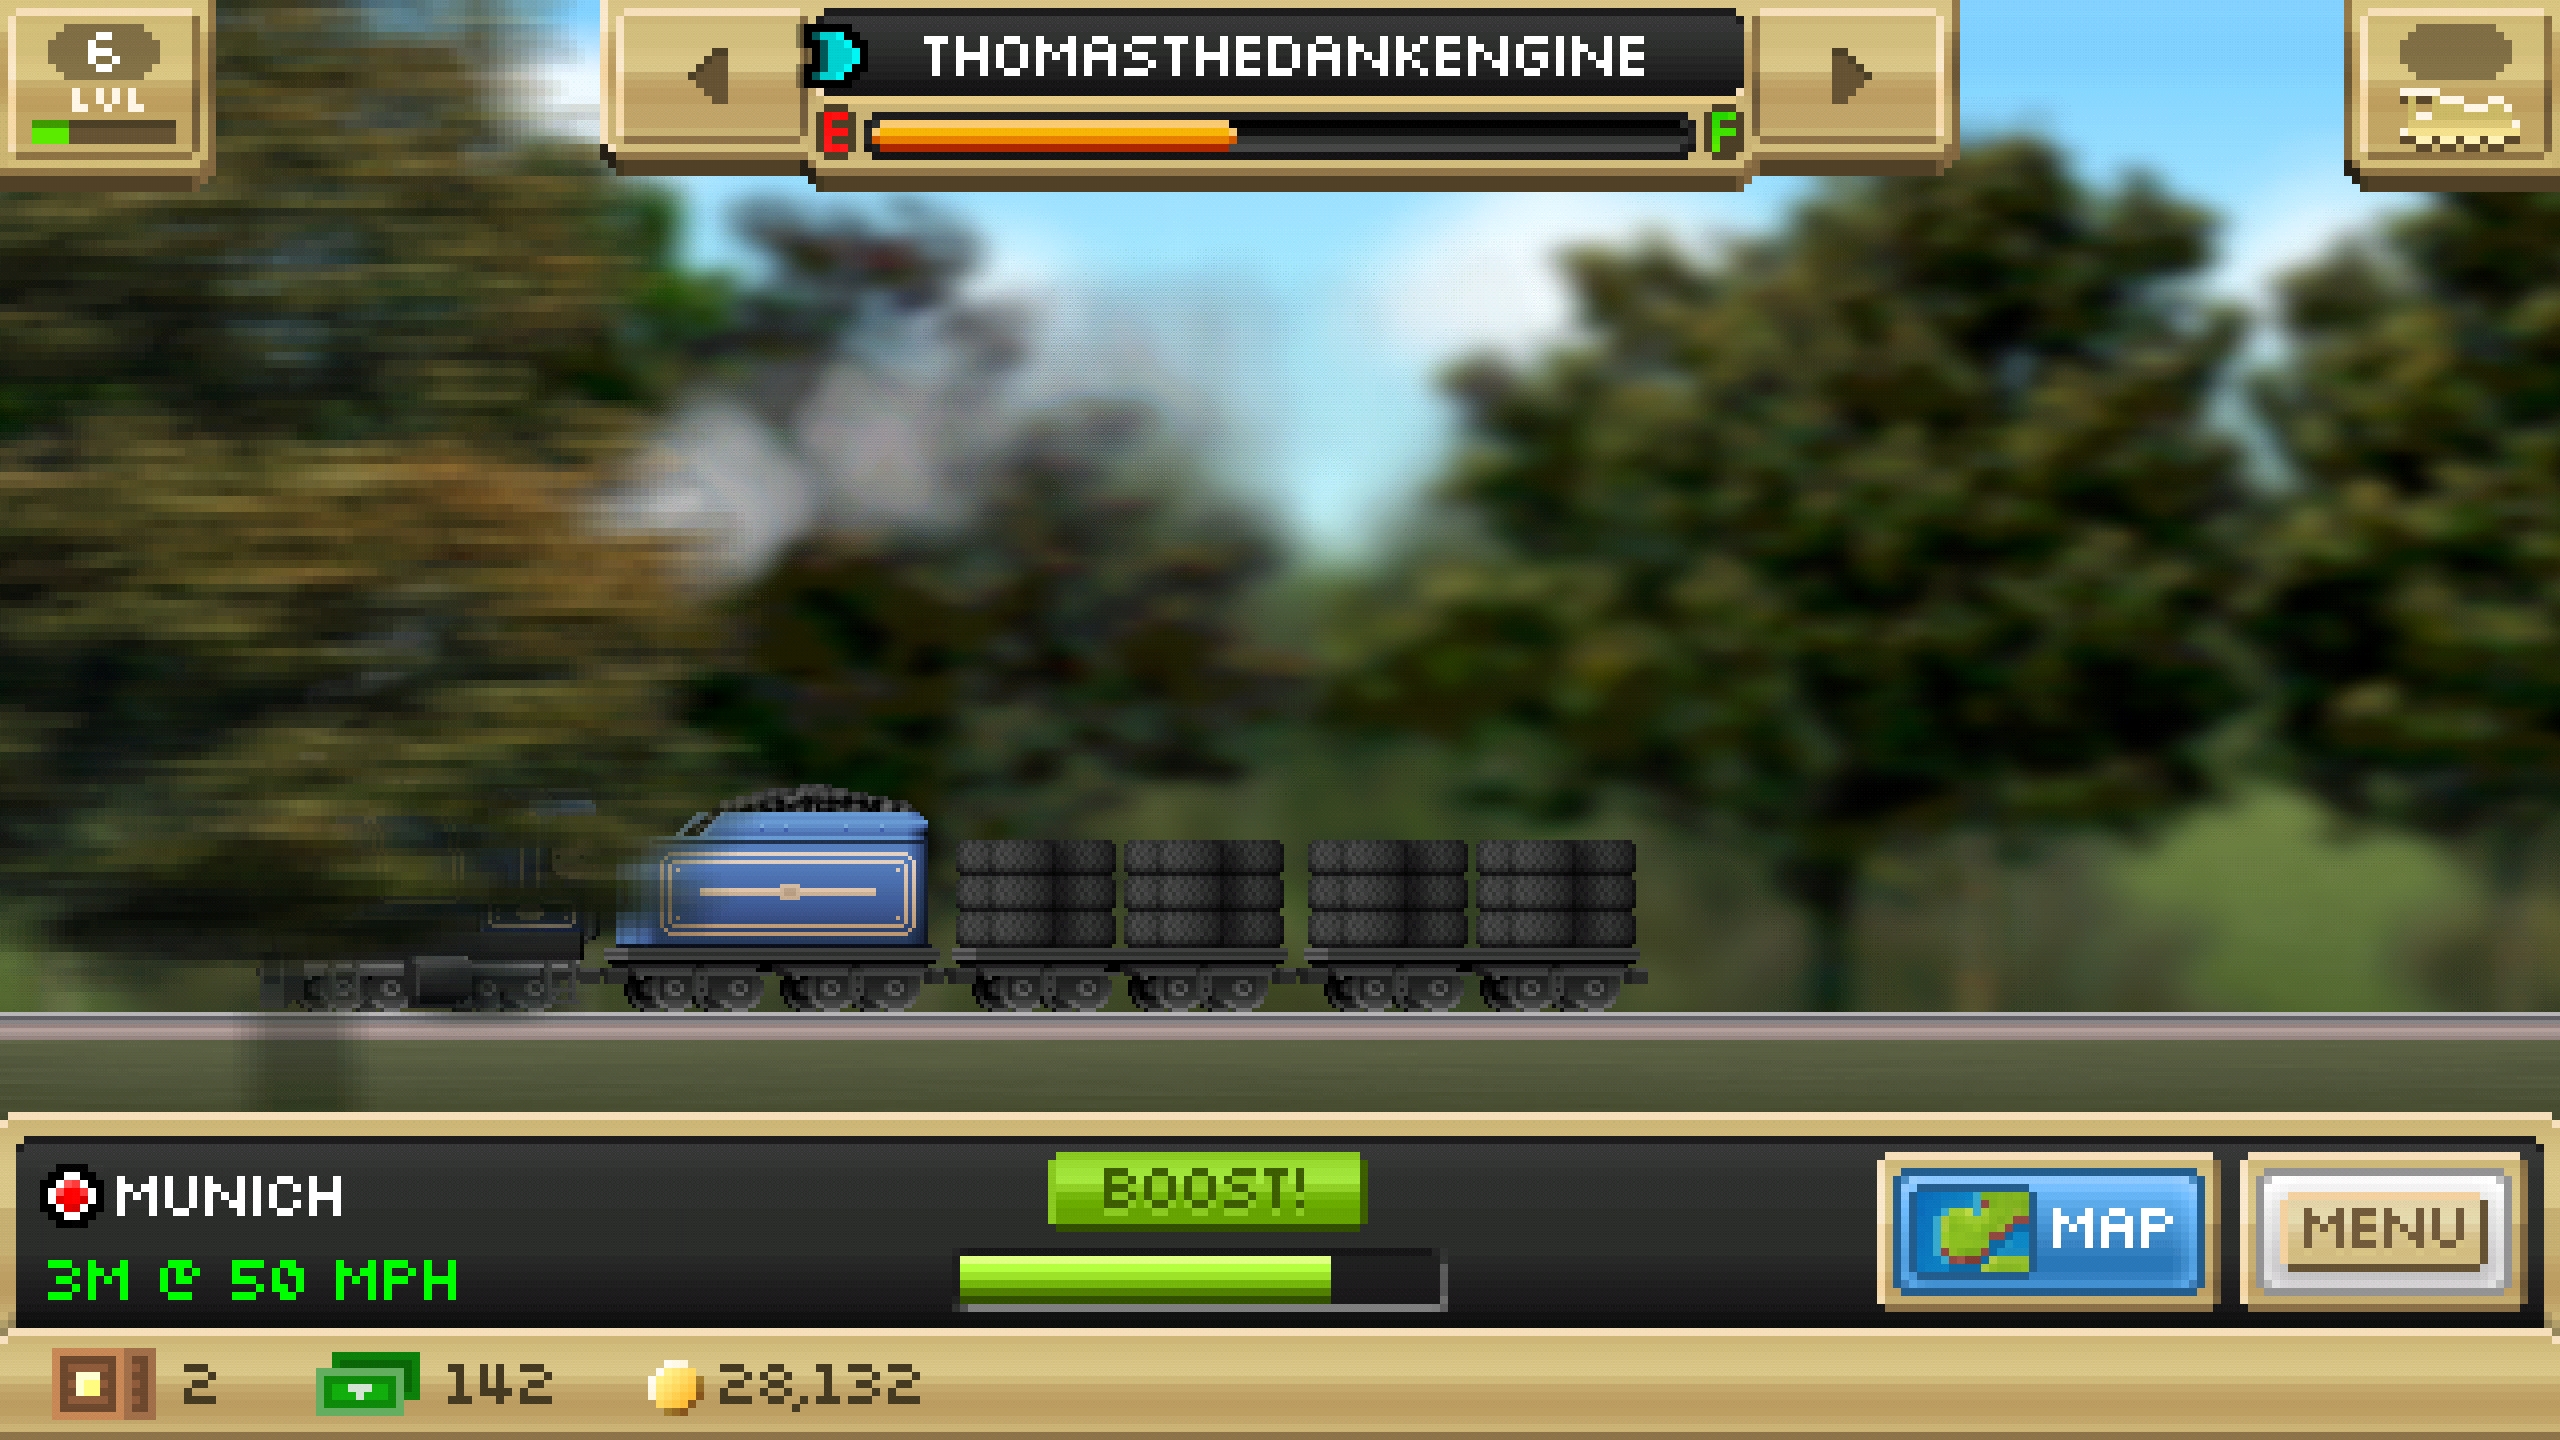 6
LVL
THOMASTHEDANKENGINE
E F
MUNICH
3M @ 50 MPH
BOOST!
MAP
MENU
2 142 28,132